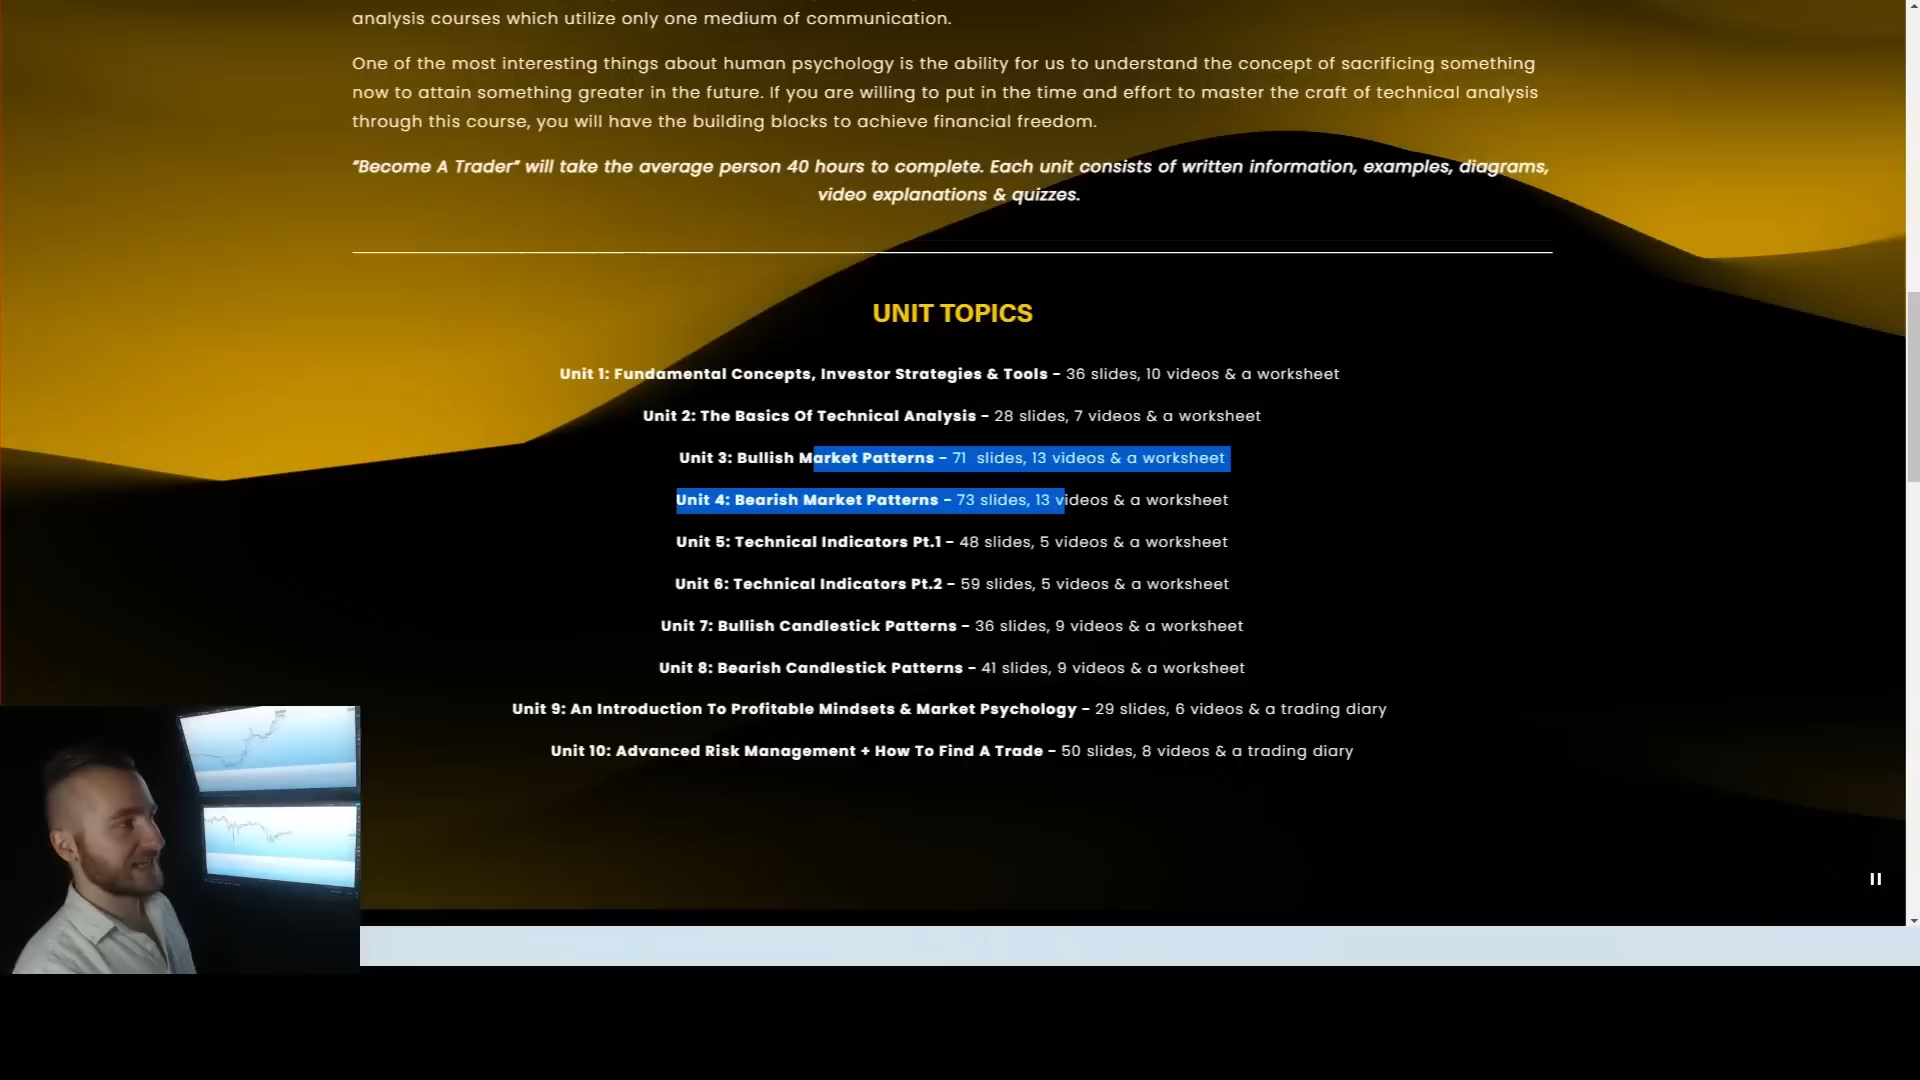 analysis courses which utilize only one medium of communication.
One of the most interesting things about human psychology is the ability for us to understand the concept of sacrificing something
now to attain something greater in the future. If you are willing to put in the time and effort to master the craft of technical analysis
through this course, you will have the building blocks to achieve financial freedom.
"Become A Trader" will take the average person 40 hours to complete. Each unit consists of written information, examples, diagrams,
video explanations & quizzes.
UNIT TOPICS
Unit 1: Fundamental Concepts, Investor Strategies & Tools - 36 slides, 10 videos & a worksheet
Unit 2: The Basics Of Technical Analysis - 28 slides, 7 videos & a worksheet
Unit 3: Bullish Market Patterns - 71 slides, 13 videos & a worksheet
Unit 4: Bearish Market Patterns - 73 slides, 13 videos & a worksheet
Unit 5: Technical Indicators Pt.1 - 48 slides, 5 videos & a worksheet
Unit 6: Technical Indicators Pt.2 - 59 slides, 5 videos & a worksheet
Unit 7: Bullish Candlestick Patterns - 36 slides, 9 videos & a worksheet
Unit 8: Bearish Candlestick Patterns - 41 slides, 9 videos & a worksheet
Unit 9: An Introduction To Profitable Mindsets & Market Psychology - 29 slides, 6 videos & a trading diary
Unit 10: Advanced Risk Management + How To Find A Trade - 50 slides, 8 videos & a trading diary